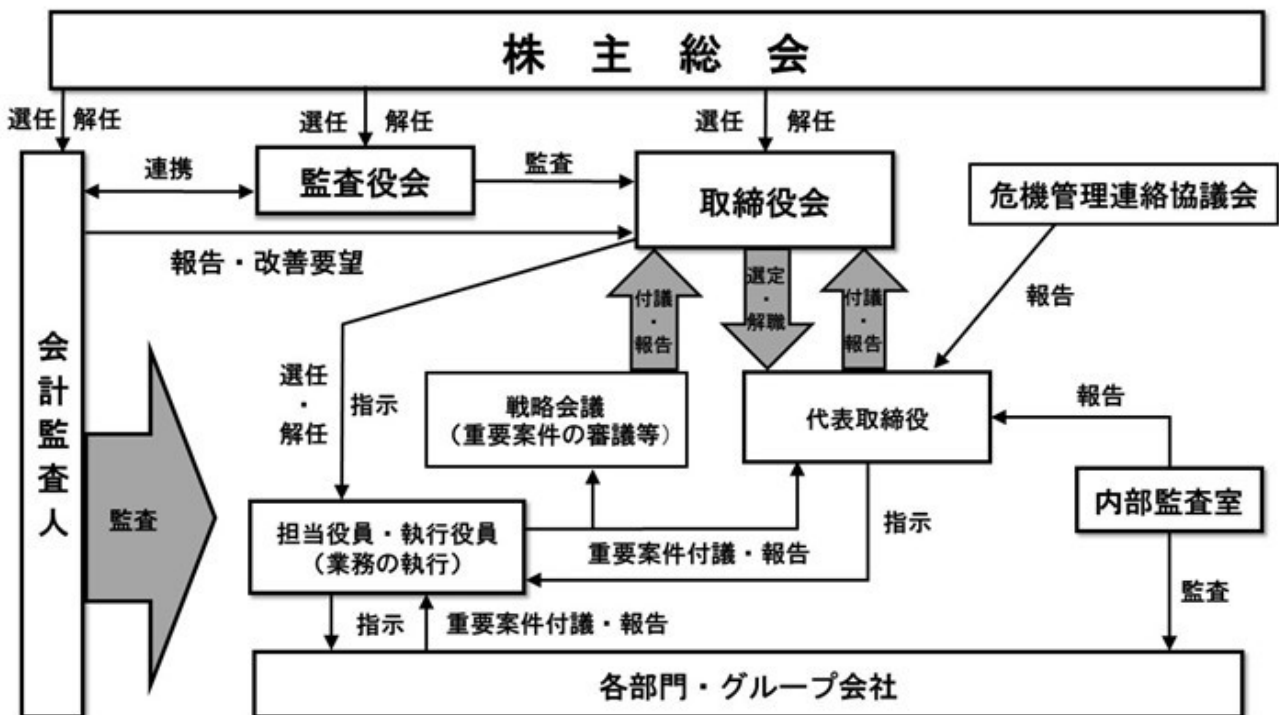 株主総会
選任 解任
選任 解任
選任 解任
連携
監査役会
監査
取締役会
危機管理連絡協議会
報告・改善要望
報告
付議・報告
選定・解職
付議・報告
会計監査人
選任・解任
指示
戦略会議
（重要案件の審議等）
代表取締役
報告
監査
内部監査室
担当役員・執行役員
（業務の執行）
重要案件付議・報告
指示
監査
指示
重要案件付議・報告
各部門・グループ会社